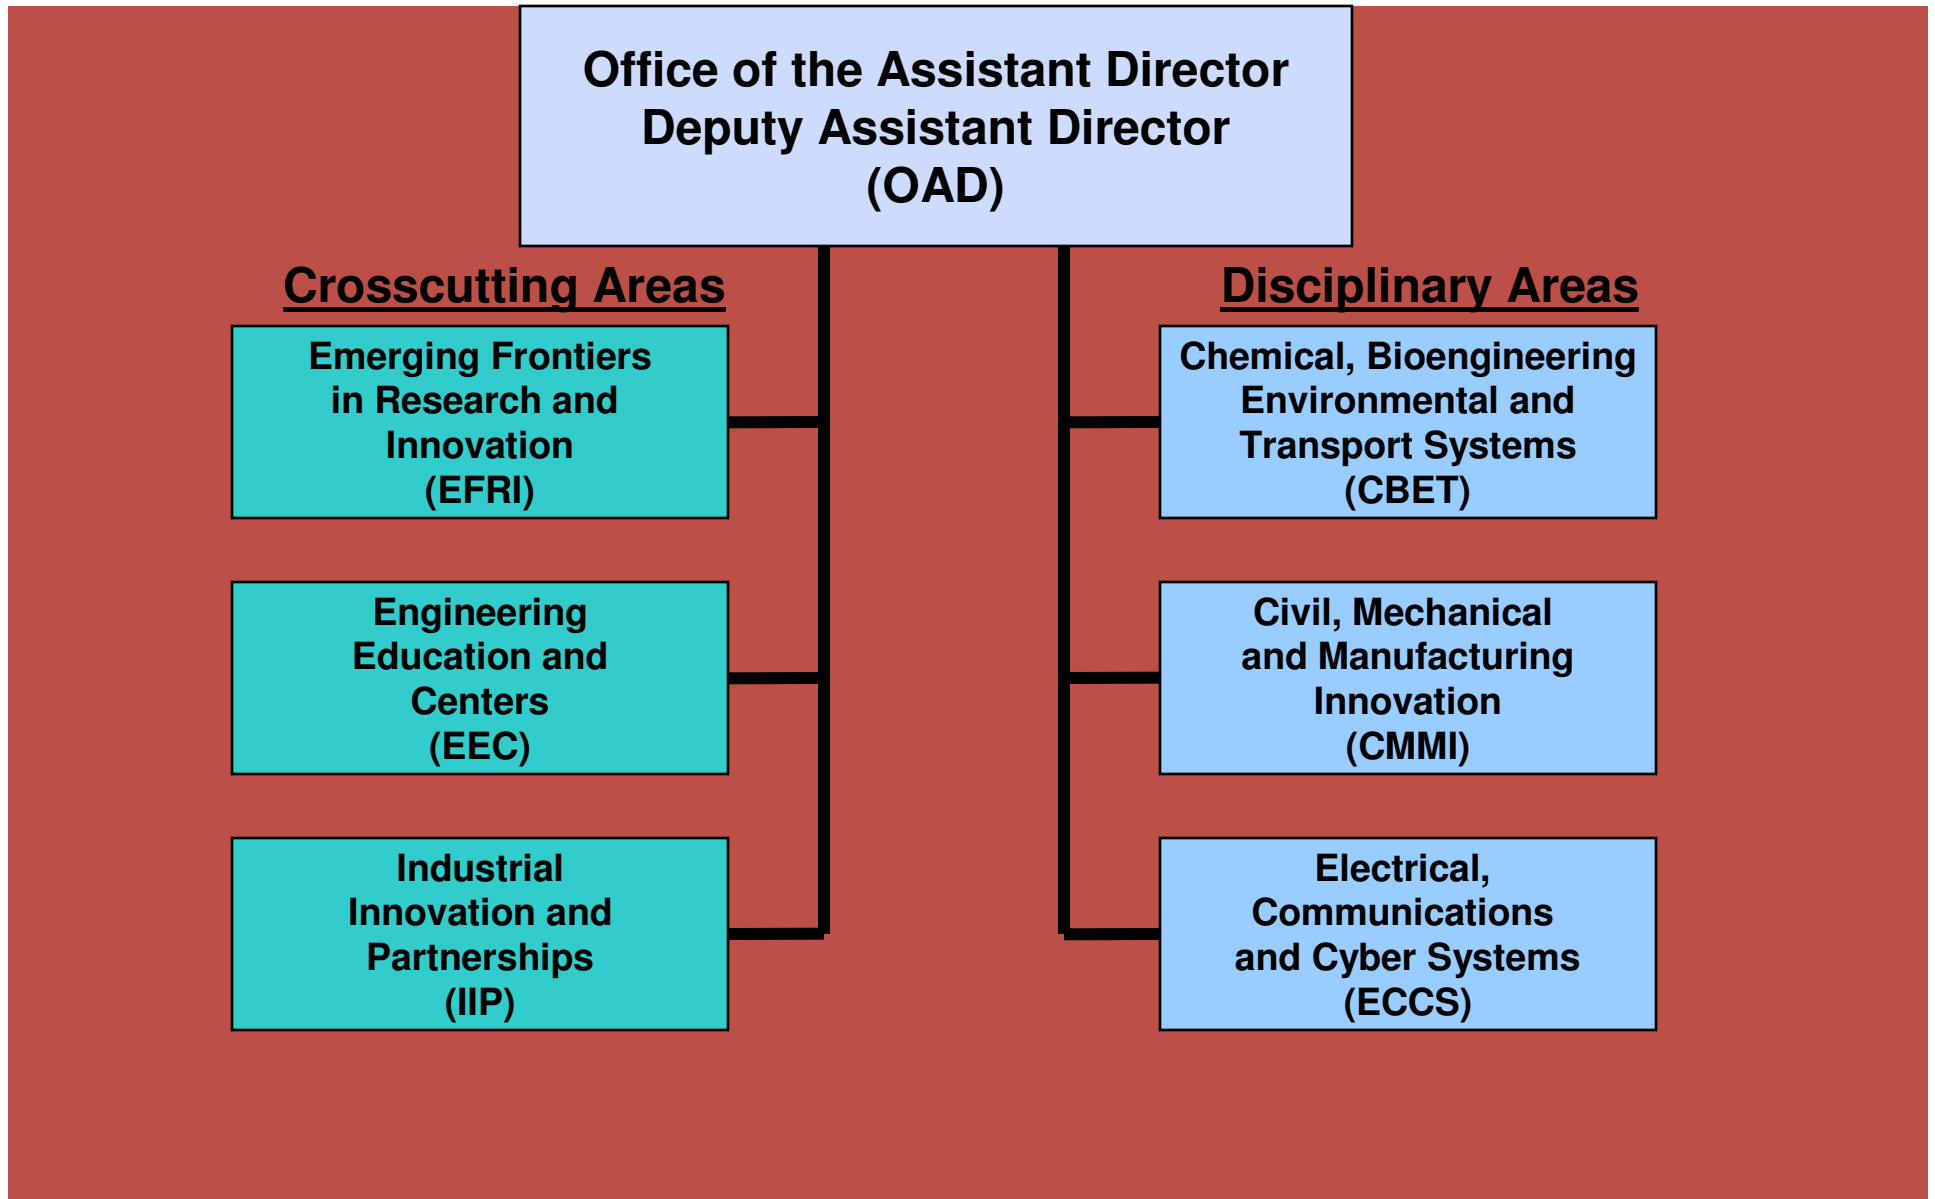 Office of the Assistant Director
Deputy Assistant Director
(OAD)
Crosscutting Areas
Emerging Frontiers
in Research and
Innovation
(EFRI)
Engineering
Education and
Centers
(EEC)
Industrial
Innovation and
Partnerships
(IIP)
Disciplinary Areas
Chemical, Bioengineering
Environmental and
Transport Systems
(CBET)
Civil, Mechanical
and Manufacturing
Innovation
(CMMI)
Electrical,
Communications
and Cyber Systems
(ECCS)